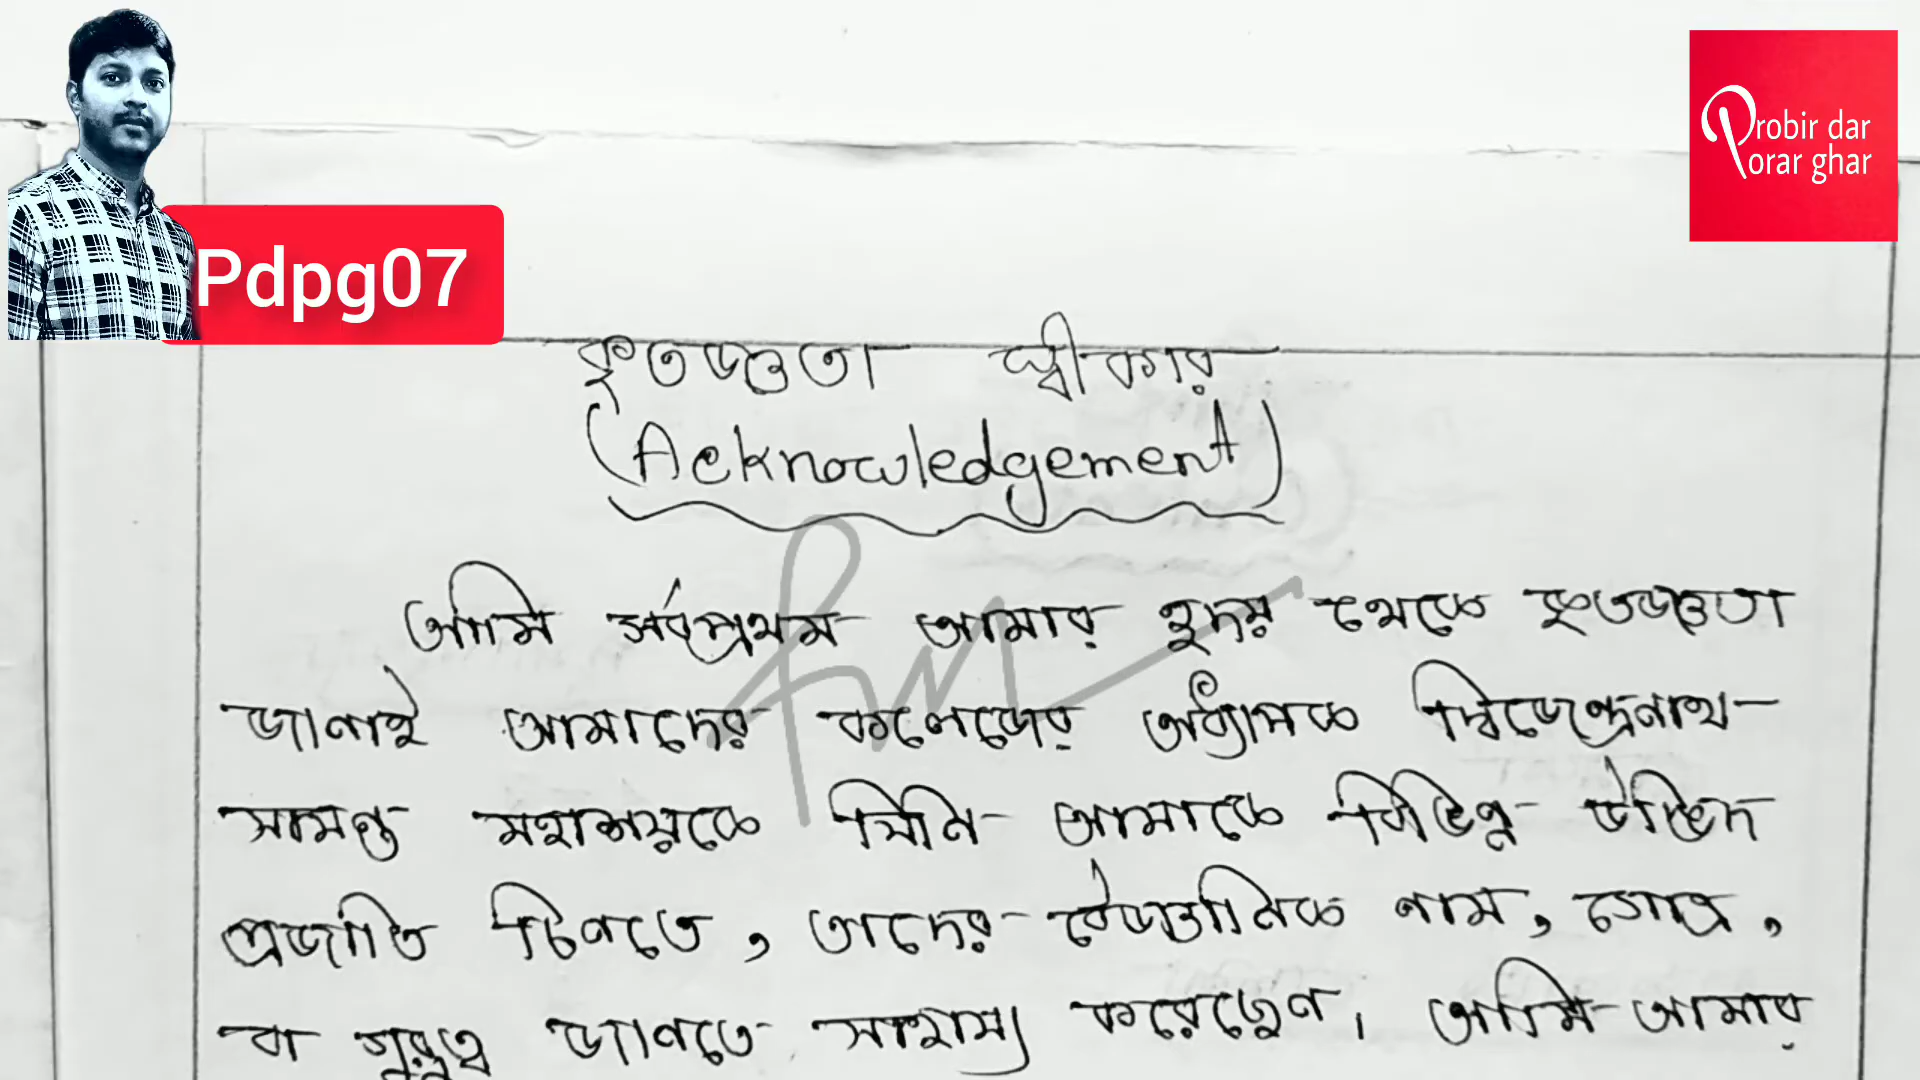 Probir dar
Porar ghar
Pdpg07
কৃতজ্ঞতা স্বীকার
(Acknowledgement)
আমি সর্বপ্রথম আমার হৃদয় থেকে কৃতজ্ঞতা
জানাই আমাদের কলেজের অধ্যাপক দ্বিজেন্দ্রনাথ
সামন্ত মহাশয়কে যিনি আমাকে বিভিন্ন উদ্ভিদ
প্রজাতি চিনতে, তাদের বৈজ্ঞানিক নাম, গোত্র,
বা গুরুত্ব জানতে সাহায্য করেছেন। আমি আমার